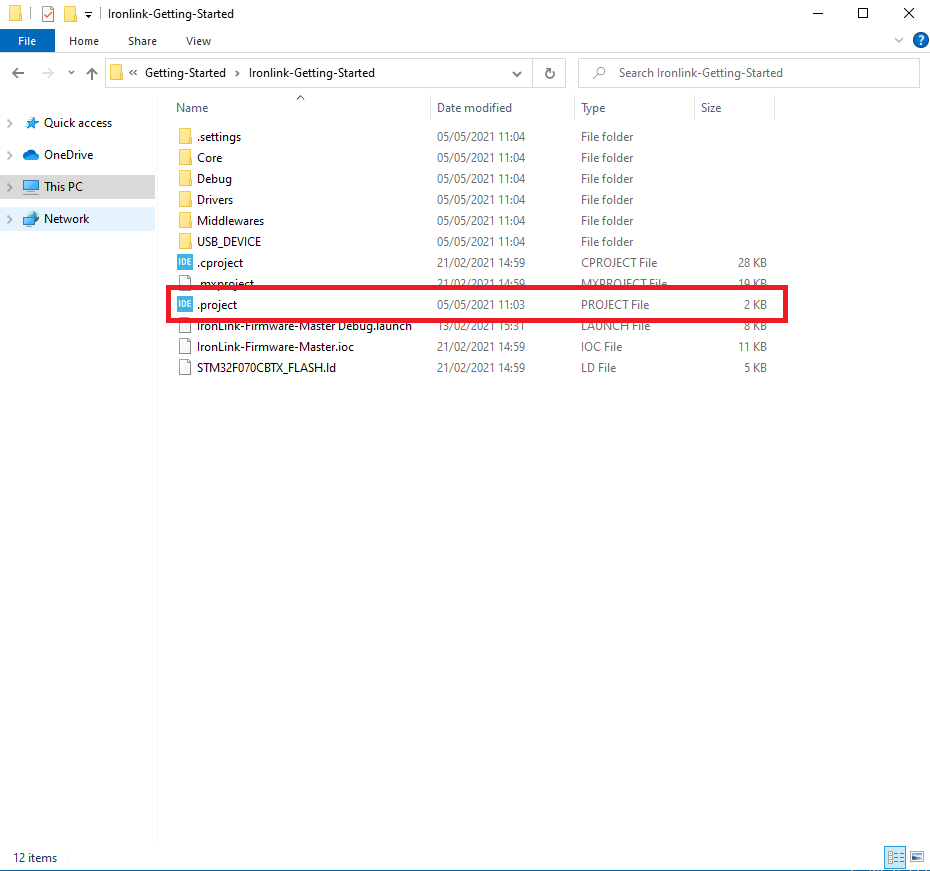 Ironlink-Getting-Started
File Home Share View
« Getting-Started › Ironlink-Getting-Started Search Ironlink-Getting-Started
Name Date modified Type Size
Quick access
OneDrive
This PC
Network
.settings 05/05/2021 11:04 File folder
Core 05/05/2021 11:04 File folder
Debug 05/05/2021 11:04 File folder
Drivers 05/05/2021 11:04 File folder
Middlewares 05/05/2021 11:04 File folder
USB_DEVICE 05/05/2021 11:04 File folder
IDE .cproject 21/02/2021 14:59 CPROJECT File 28 KB
.mxproject 21/02/2021 14:59 MXPROJECT File 19 KB
IDE .project 05/05/2021 11:03 PROJECT File 2 KB
IronLink-Firmware-Master Debug.launch 13/02/2021 15:31 LAUNCH File 8 KB
IronLink-Firmware-Master.ioc 21/02/2021 14:59 IOC File 11 KB
STM32F070CBTX_FLASH.ld 21/02/2021 14:59 LD File 5 KB
12 items